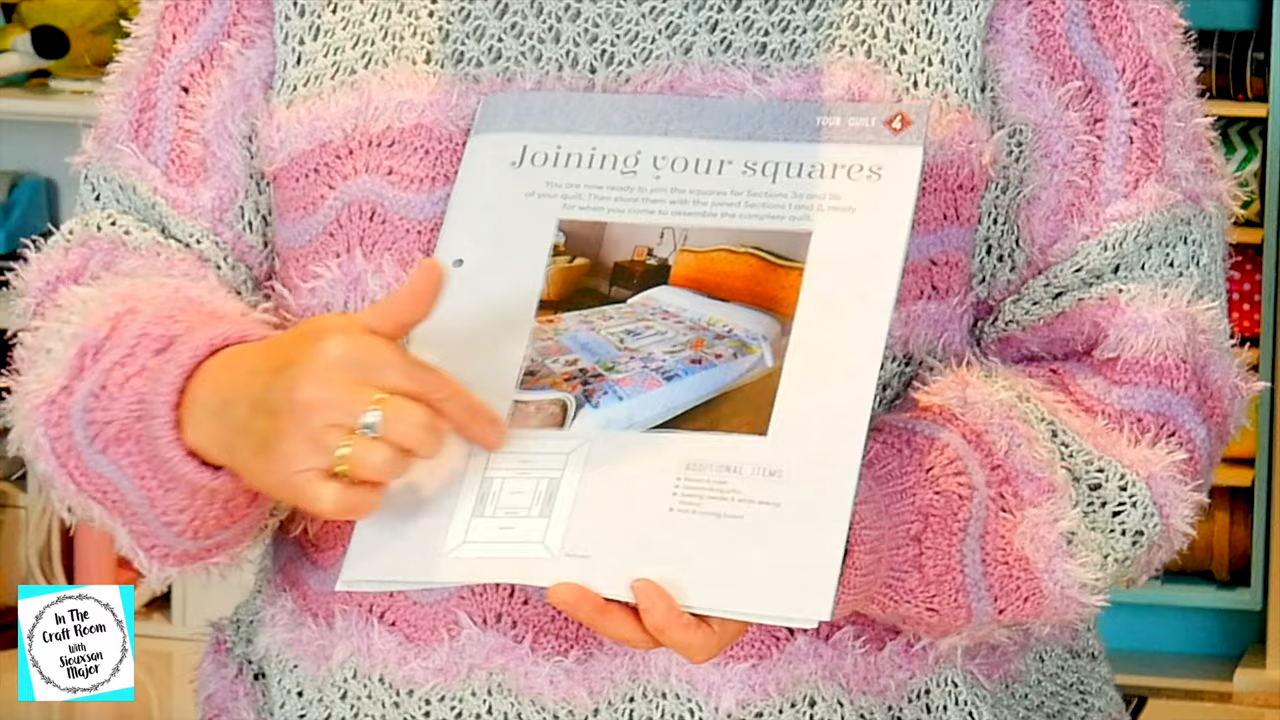 YOUR QUILT 4
Joining your squares
You are now ready to join the squares for Sections 3a and 3b
of your quilt. Then store them with the joined Sections 1 and 2, ready
for when you come to assemble the complete quilt.
ADDITIONAL ITEMS
In The
Craft Room
With
Siouxsan
Major